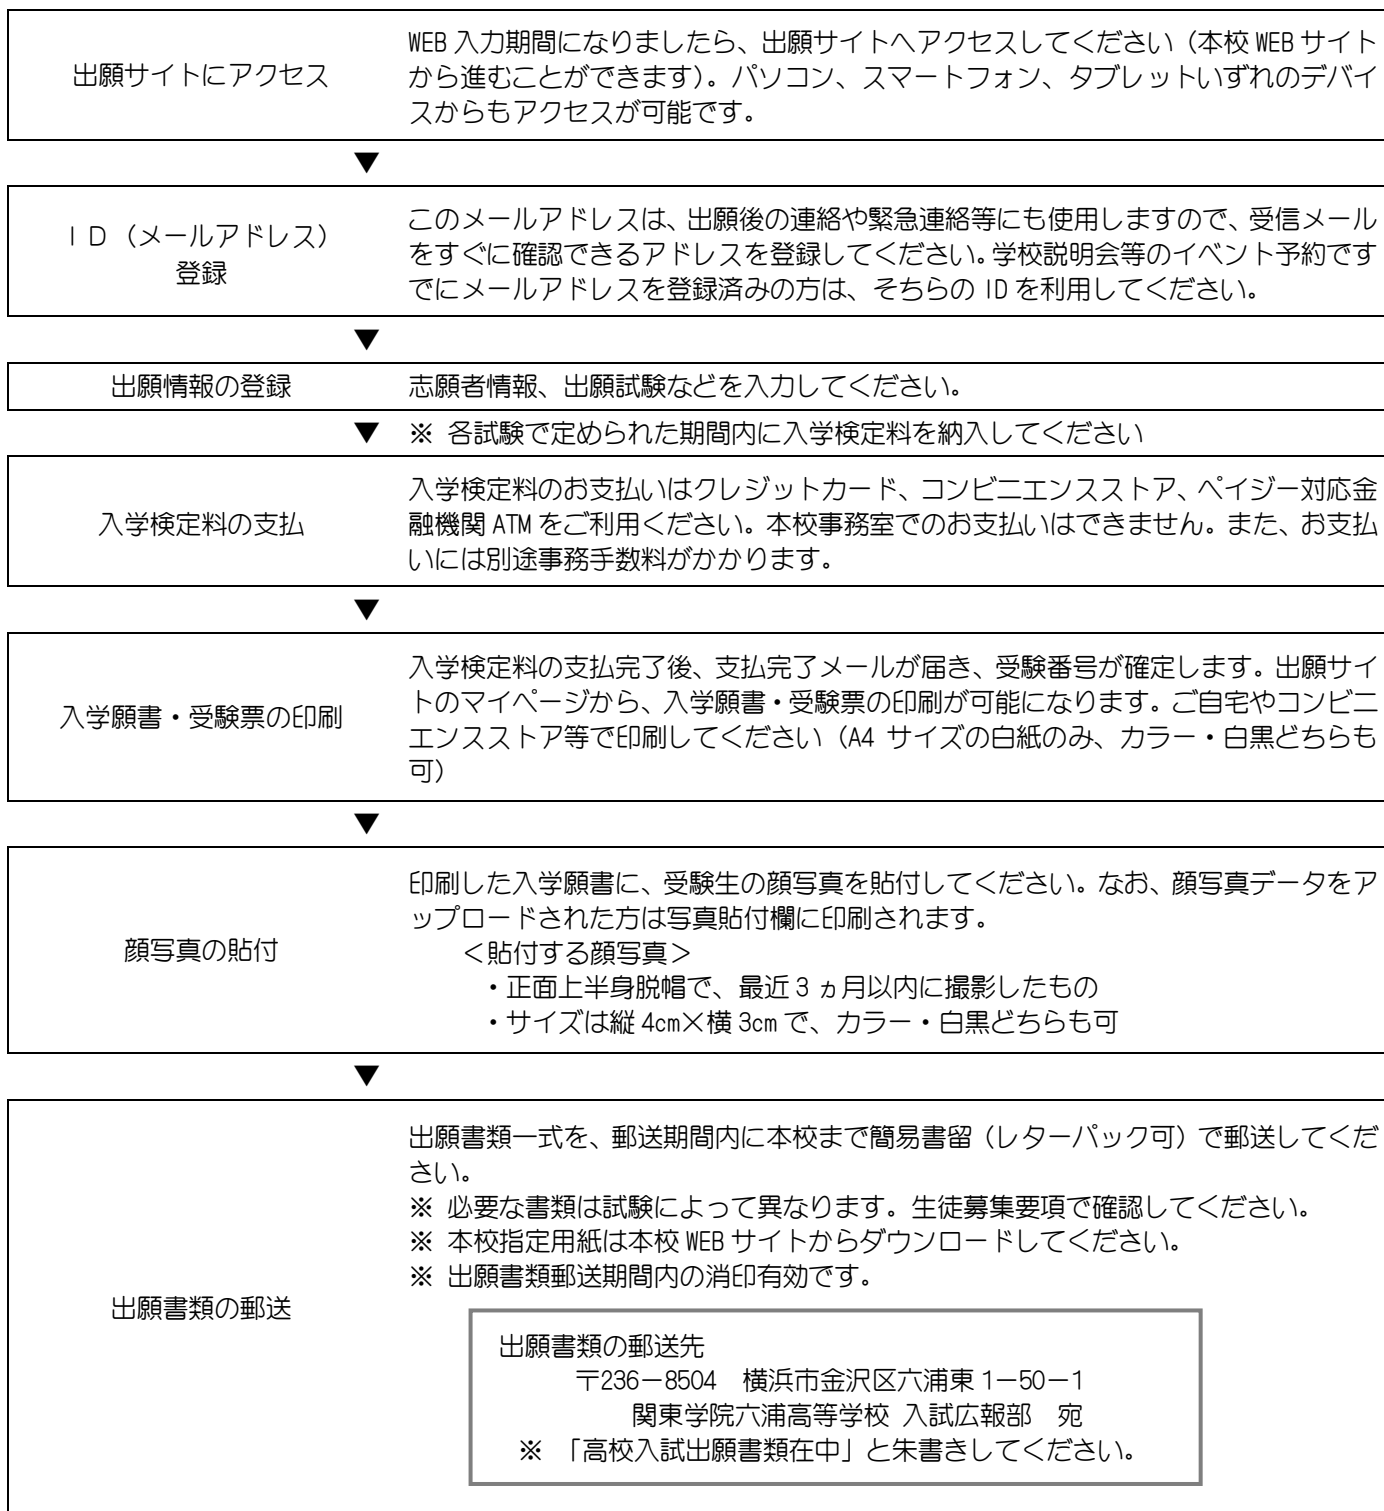 出願サイトにアクセス
WEB 入力期間になりましたら、出願サイトへアクセスしてください（本校 WEB サイト
から進むことができます）。パソコン、スマートフォン、タブレットいずれのデバイ
スからもアクセスが可能です。
▼
ＩＤ（メールアドレス）
登録
このメールアドレスは、出願後の連絡や緊急連絡等にも使用しますので、受信メール
をすぐに確認できるアドレスを登録してください。学校説明会等のイベント予約です
でにメールアドレスを登録済みの方は、そちらの ID を利用してください。
▼
出願情報の登録
志願者情報、出願試験などを入力してください。
▼ ※ 各試験で定められた期間内に入学検定料を納入してください
入学検定料の支払
入学検定料のお支払いはクレジットカード、コンビニエンスストア、ペイジー対応金
融機関 ATM をご利用ください。本校事務室でのお支払いはできません。また、お支払
いには別途事務手数料がかかります。
▼
入学願書・受験票の印刷
入学検定料の支払完了後、支払完了メールが届き、受験番号が確定します。出願サイ
トのマイページから、入学願書・受験票の印刷が可能になります。ご自宅やコンビニ
エンスストア等で印刷してください（A4 サイズの白紙のみ、カラー・白黒どちらも
可）
▼
顔写真の貼付
印刷した入学願書に、受験生の顔写真を貼付してください。なお、顔写真データをア
ップロードされた方は写真貼付欄に印刷されます。
＜貼付する顔写真＞
・正面上半身脱帽で、最近 3 ヵ月以内に撮影したもの
・サイズは縦 4cm×横 3cm で、カラー・白黒どちらも可
▼
出願書類の郵送
出願書類一式を、郵送期間内に本校まで簡易書留（レターパック可）で郵送してくだ
さい。
※ 必要な書類は試験によって異なります。生徒募集要項で確認してください。
※ 本校指定用紙は本校 WEB サイトからダウンロードしてください。
※ 出願書類郵送期間内の消印有効です。
出願書類の郵送先
〒236－8504 横浜市金沢区六浦東 1－50－1
関東学院六浦高等学校 入試広報部 宛
※ 「高校入試出願書類在中」と朱書きしてください。